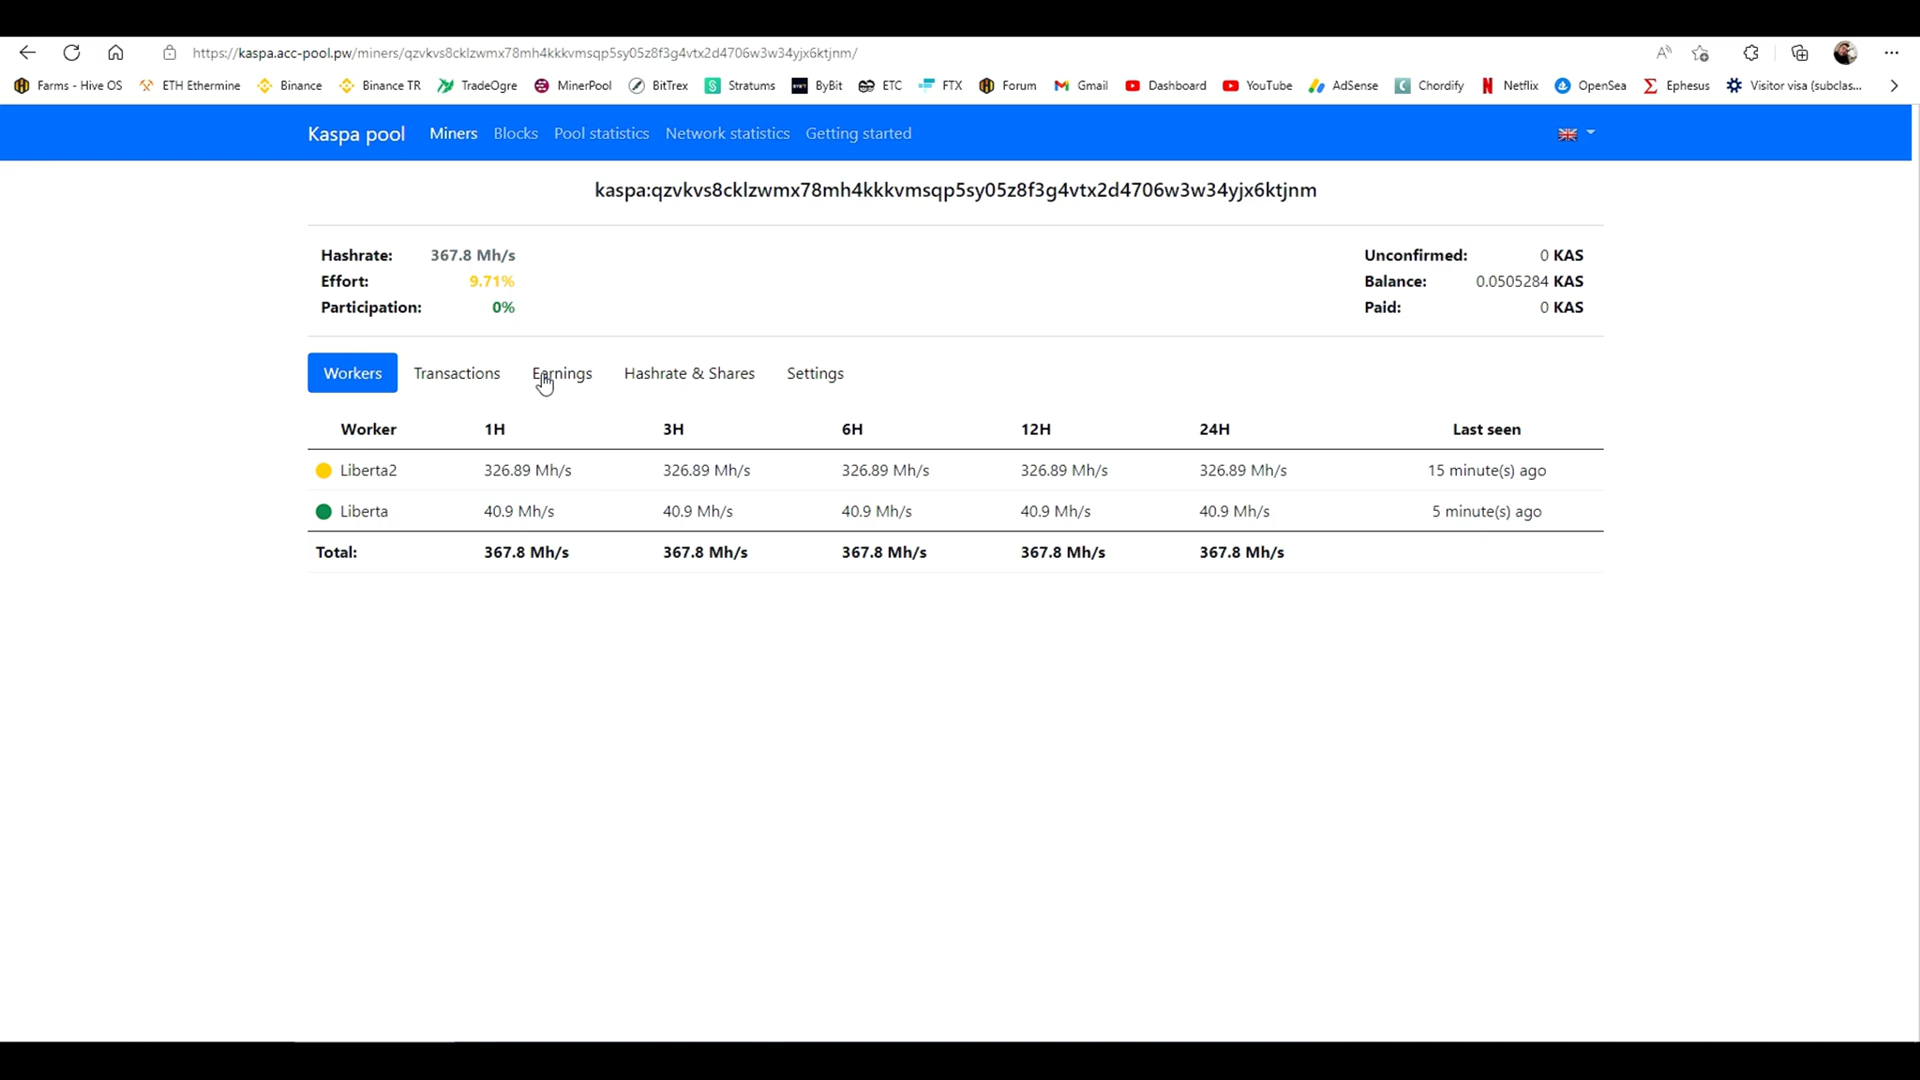 https://kaspa.acc-pool.pw/miners/qzvkvs8cklzwmx78mh4kkkvmsqp5sy05z8f3g4vtx2d4706w3w34yjx6ktjnm/
Farms - Hive OS ETH Ethermine Binance Binance TR TradeOgre MinerPool BitTrex Stratums ByBit ETC FTX Forum Gmail Dashboard YouTube AdSense Chordify Netflix OpenSea Ephesus Visitor visa (subclas...
Kaspa pool Miners Blocks Pool statistics Network statistics Getting started
kaspa:qzvkvs8cklzwmx78mh4kkkvmsqp5sy05z8f3g4vtx2d4706w3w34yjx6ktjnm
Hashrate: 367.8 Mh/s Unconfirmed: 0 KAS
Effort: 9.71% Balance: 0.0505284 KAS
Participation: 0% Paid: 0 KAS
Workers Transactions Earnings Hashrate & Shares Settings
Worker 1H 3H 6H 12H 24H Last seen
Liberta2 326.89 Mh/s 326.89 Mh/s 326.89 Mh/s 326.89 Mh/s 326.89 Mh/s 15 minute(s) ago
Liberta 40.9 Mh/s 40.9 Mh/s 40.9 Mh/s 40.9 Mh/s 40.9 Mh/s 5 minute(s) ago
Total: 367.8 Mh/s 367.8 Mh/s 367.8 Mh/s 367.8 Mh/s 367.8 Mh/s